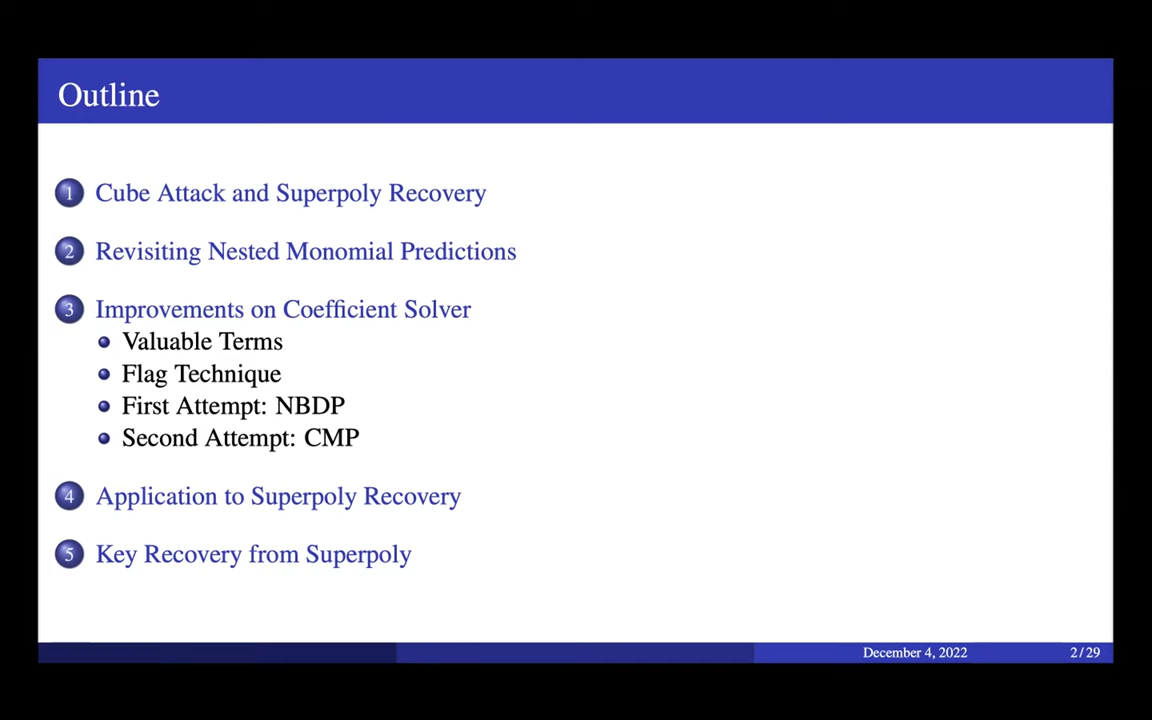 Outline
1 Cube Attack and Superpoly Recovery
2 Revisiting Nested Monomial Predictions
3 Improvements on Coefficient Solver
Valuable Terms
Flag Technique
First Attempt: NBDP
Second Attempt: CMP
4 Application to Superpoly Recovery
5 Key Recovery from Superpoly
December 4, 2022 2 / 29